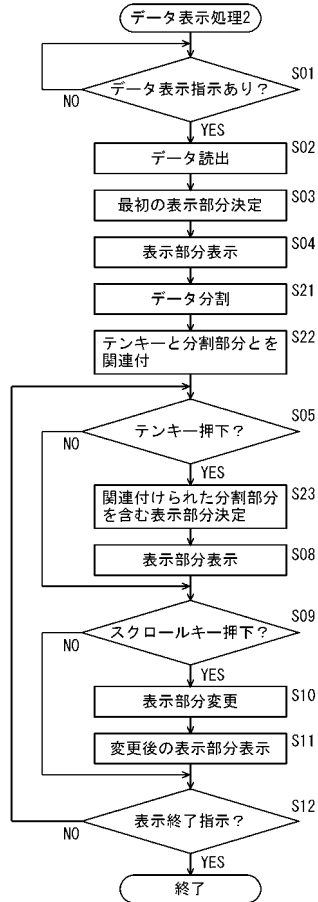 データ表示処理2
データ表示指示あり？
S01
NO
YES
データ読出
S02
最初の表示部分決定
S03
表示部分表示
S04
データ分割
S21
テンキーと分割部分とを
関連付
S22
テンキー押下？
S05
NO
YES
関連付けられた分割部分
を含む表示部分決定
S23
表示部分表示
S08
スクロールキー押下？
S09
NO
YES
表示部分変更
S10
変更後の表示部分表示
S11
表示終了指示？
S12
NO
YES
終了